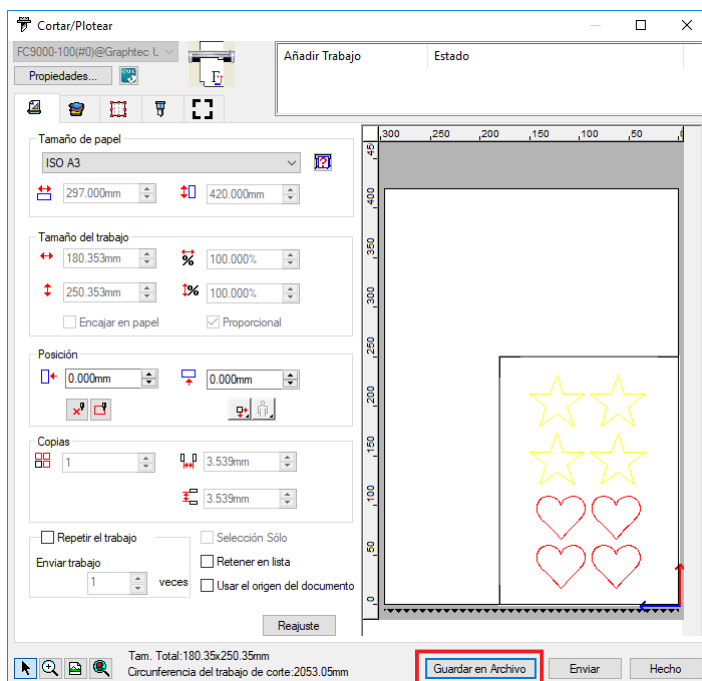 Cortar/Plotear
FC9000-100(#0)@Graphtec U
Propiedades...
Añadir Trabajo Estado
Tamaño de papel
ISO A3
297.000mm 420.000mm
Tamaño del trabajo
180.353mm % 100.000%
250.353mm % 100.000%
Encajar en papel Proporcional
Posición
0.000mm 0.000mm
Copias
1 3.539mm
3.539mm
Repetir el trabajo Selección Sólo
Enviar trabajo Retener en lista
1 veces Usar el origen del documento
Reajuste
300 250 200 150 100 50 0
450
400
350
300
250
200
150
100
50
0
Tam. Total:180.35x250.35mm
Circunferencia del trabajo de corte:2053.05mm
Guardar en Archivo Enviar Hecho